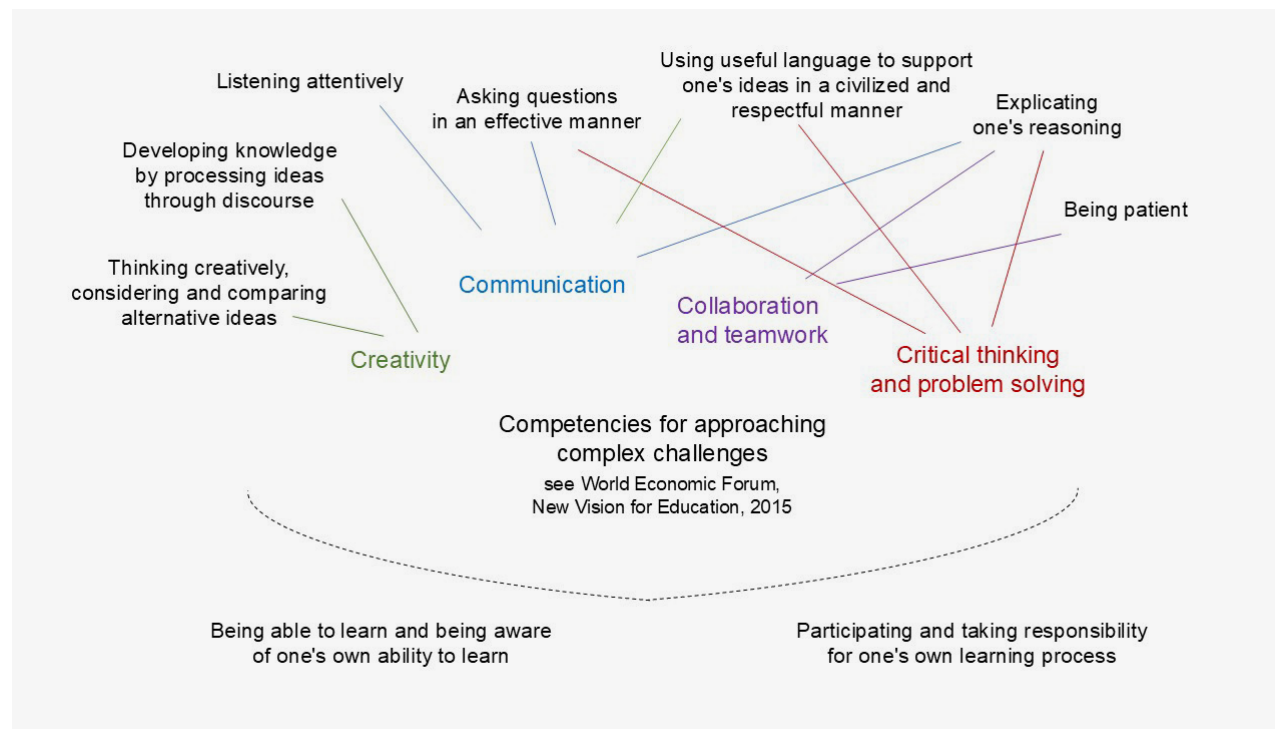 Listening attentively
Asking questions
in an effective manner
Using useful language to support
one's ideas in a civilized and
respectful manner
Explicating
one's reasoning
Developing knowledge
by processing ideas
through discourse
Being patient
Thinking creatively,
considering and comparing
alternative ideas
Communication
Collaboration
and teamwork
Creativity
Critical thinking
and problem solving
Competencies for approaching
complex challenges
see World Economic Forum,
New Vision for Education, 2015
Being able to learn and being aware
of one's own ability to learn
Participating and taking responsibility
for one's own learning process